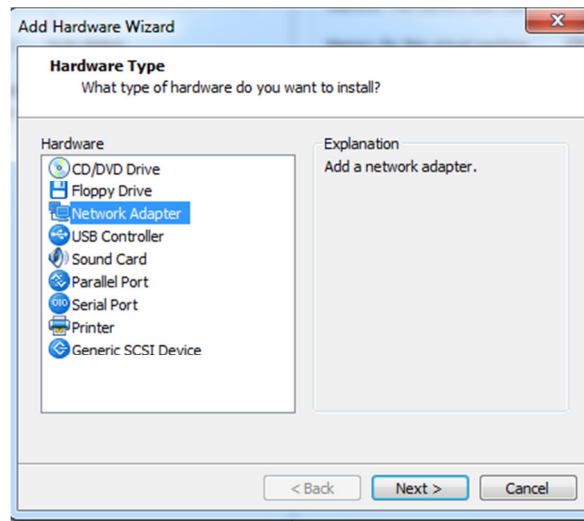 Add Hardware Wizard
Hardware Type
What type of hardware do you want to install?
Hardware
CD/DVD Drive
Floppy Drive
Network Adapter
USB Controller
Sound Card
Parallel Port
Serial Port
Printer
Generic SCSI Device
Explanation
Add a network adapter.
< Back
Next >
Cancel